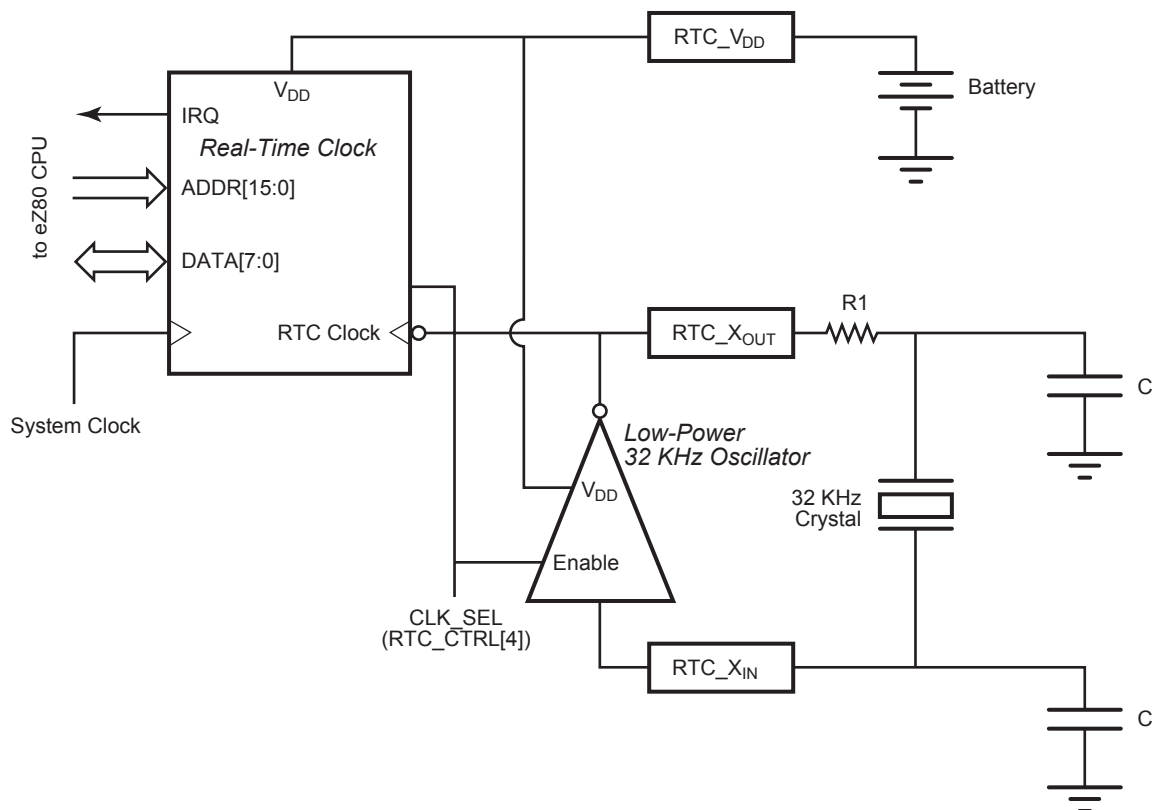 RTC_VDD
Battery
VDD
IRQ
Real-Time Clock
to eZ80 CPU
ADDR[15:0]
DATA[7:0]
RTC Clock
System Clock
RTC_XOUT
R1
C
Low-Power
32 KHz Oscillator
VDD
Enable
32 KHz
Crystal
CLK_SEL
(RTC_CTRL[4])
RTC_XIN
C